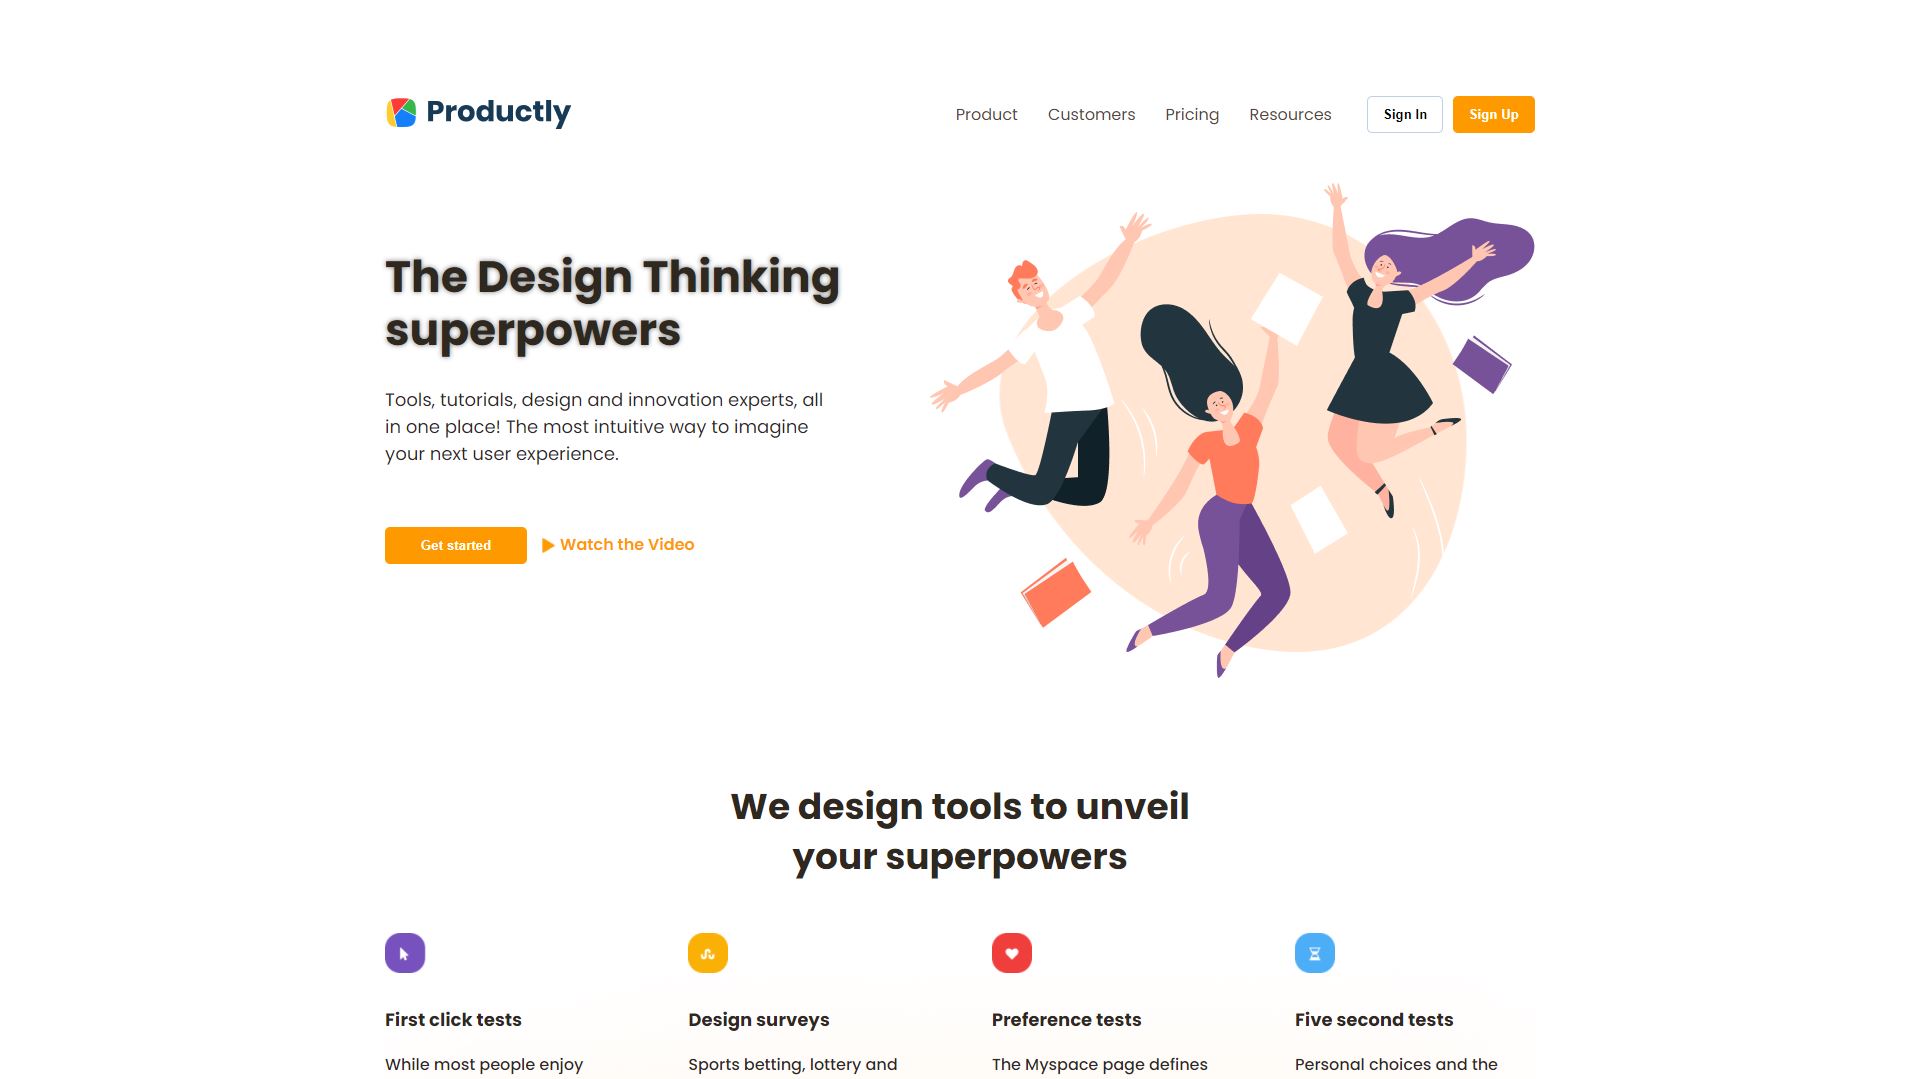 Productly
Product
Customers
Pricing
Resources
Sign In
Sign Up
The Design Thinking
superpowers
Tools, tutorials, design and innovation experts, all
in one place! The most intuitive way to imagine
your next user experience.
Get started
Watch the Video
We design tools to unveil
your superpowers
First click tests
While most people enjoy
Design surveys
Sports betting, lottery and
Preference tests
The Myspace page defines
Five second tests
Personal choices and the